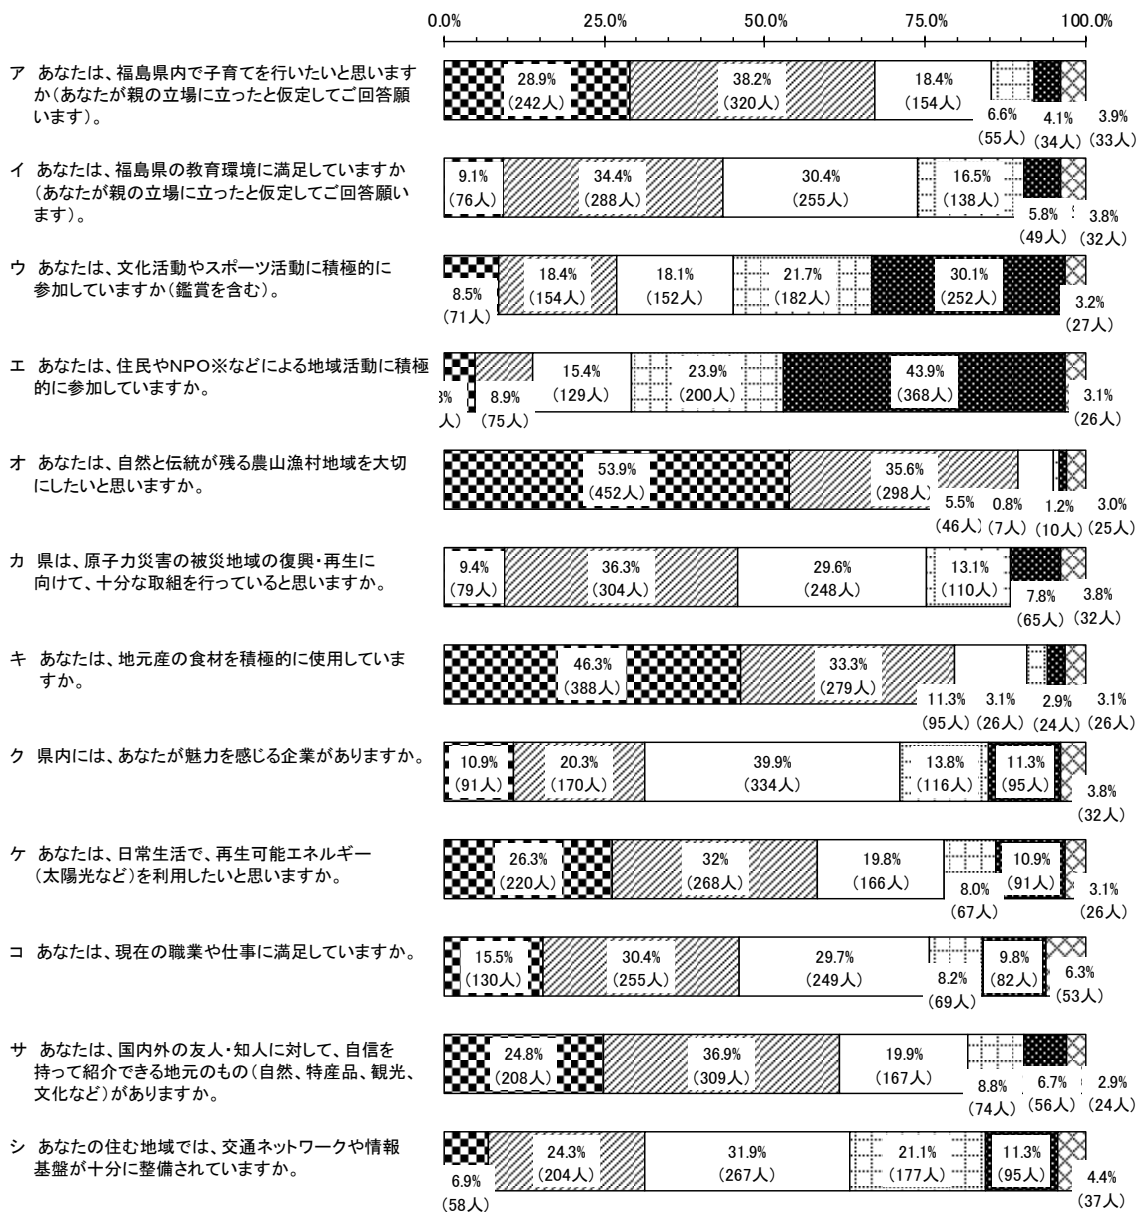 0.0% 25.0% 50.0% 75.0% 100.0%
ア あなたは、福島県内で子育てを行いたいと思います
か(あなたが親の立場に立ったと仮定してご回答願
います)。
28.9% 38.2% 18.4%
(242人) (320人) (154人)
6.6% 4.1% 3.9%
(55人) (34人) (33人)
イ あなたは、福島県の教育環境に満足していますか
(あなたが親の立場に立ったと仮定してご回答願い
ます)。
9.1% 34.4% 30.4% 16.5%
(76人) (288人) (255人) (138人)
5.8% 3.8%
(49人) (32人)
ウ あなたは、文化活動やスポーツ活動に積極的に
参加していますか(鑑賞を含む)。
18.4% 18.1% 21.7% 30.1%
(154人) (152人) (182人) (252人)
8.5% 3.2%
(71人) (27人)
エ あなたは、住民やNPO※などによる地域活動に積極
的に参加していますか。
15.4% 23.9% 43.9%
(129人) (200人) (368人)
8.9% 3.1%
人) (75人) (26人)
オ あなたは、自然と伝統が残る農山漁村地域を大切
にしたいと思いますか。
53.9% 35.6%
(452人) (298人)
5.5% 0.8% 1.2% 3.0%
(46人) (7人) (10人) (25人)
カ 県は、原子力災害の被災地域の復興・再生に
向けて、十分な取組を行っていると思いますか。
9.4% 36.3% 29.6% 13.1%
(79人) (304人) (248人) (110人)
7.8% 3.8%
(65人) (32人)
キ あなたは、地元産の食材を積極的に使用していま
すか。
46.3% 33.3%
(388人) (279人)
11.3% 3.1% 2.9% 3.1%
(95人) (26人) (24人) (26人)
ク 県内には、あなたが魅力を感じる企業がありますか。
10.9% 20.3% 39.9% 13.8% 11.3%
(91人) (170人) (334人) (116人) (95人)
3.8%
(32人)
ケ あなたは、日常生活で、再生可能エネルギー
(太陽光など)を利用したいと思いますか。
26.3% 32% 19.8% 10.9%
(220人) (268人) (166人) (91人)
8.0% 3.1%
(67人) (26人)
コ あなたは、現在の職業や仕事に満足していますか。
15.5% 30.4% 29.7% 9.8%
(130人) (255人) (249人) (82人)
8.2% 6.3%
(69人) (53人)
サ あなたは、国内外の友人・知人に対して、自信を
持って紹介できる地元のもの(自然、特産品、観光、
文化など)がありますか。
24.8% 36.9% 19.9%
(208人) (309人) (167人)
8.8% 6.7% 2.9%
(74人) (56人) (24人)
シ あなたの住む地域では、交通ネットワークや情報
基盤が十分に整備されていますか。
24.3% 31.9% 21.1% 11.3%
(204人) (267人) (177人) (95人)
6.9% 4.4%
(58人) (37人)